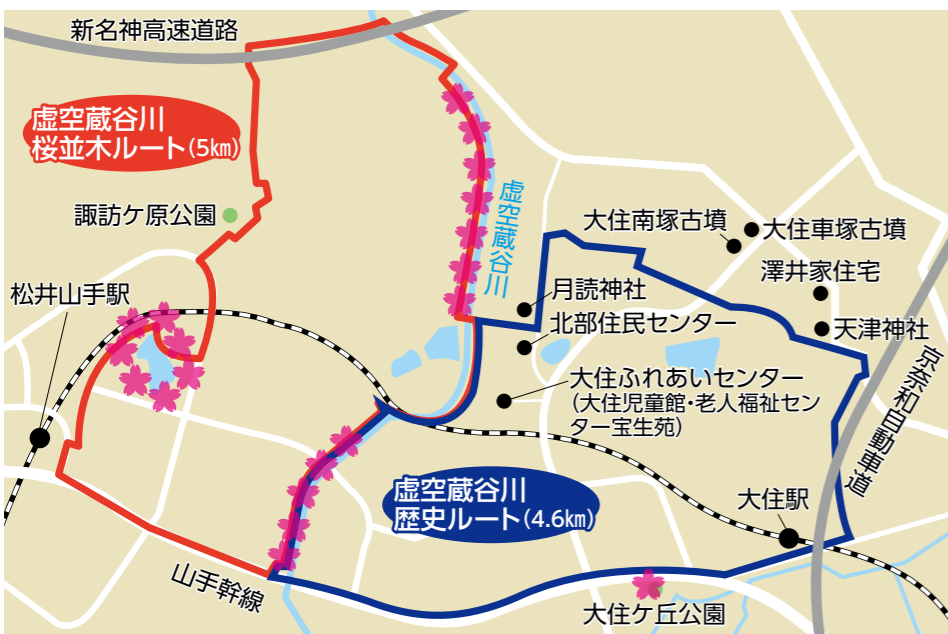 新名神高速道路
虚空蔵谷川
桜並木ルート(5km)
諏訪ケ原公園
虚空蔵谷川
大住南塚古墳
大住車塚古墳
澤井家住宅
松井山手駅
月読神社
北部住民センター
天津神社
大住ふれあいセンター
(大住児童館・老人福祉セン
ター宝生苑)
京奈和自動車道
虚空蔵谷川
歴史ルート(4.6km)
大住駅
山手幹線
大住ケ丘公園